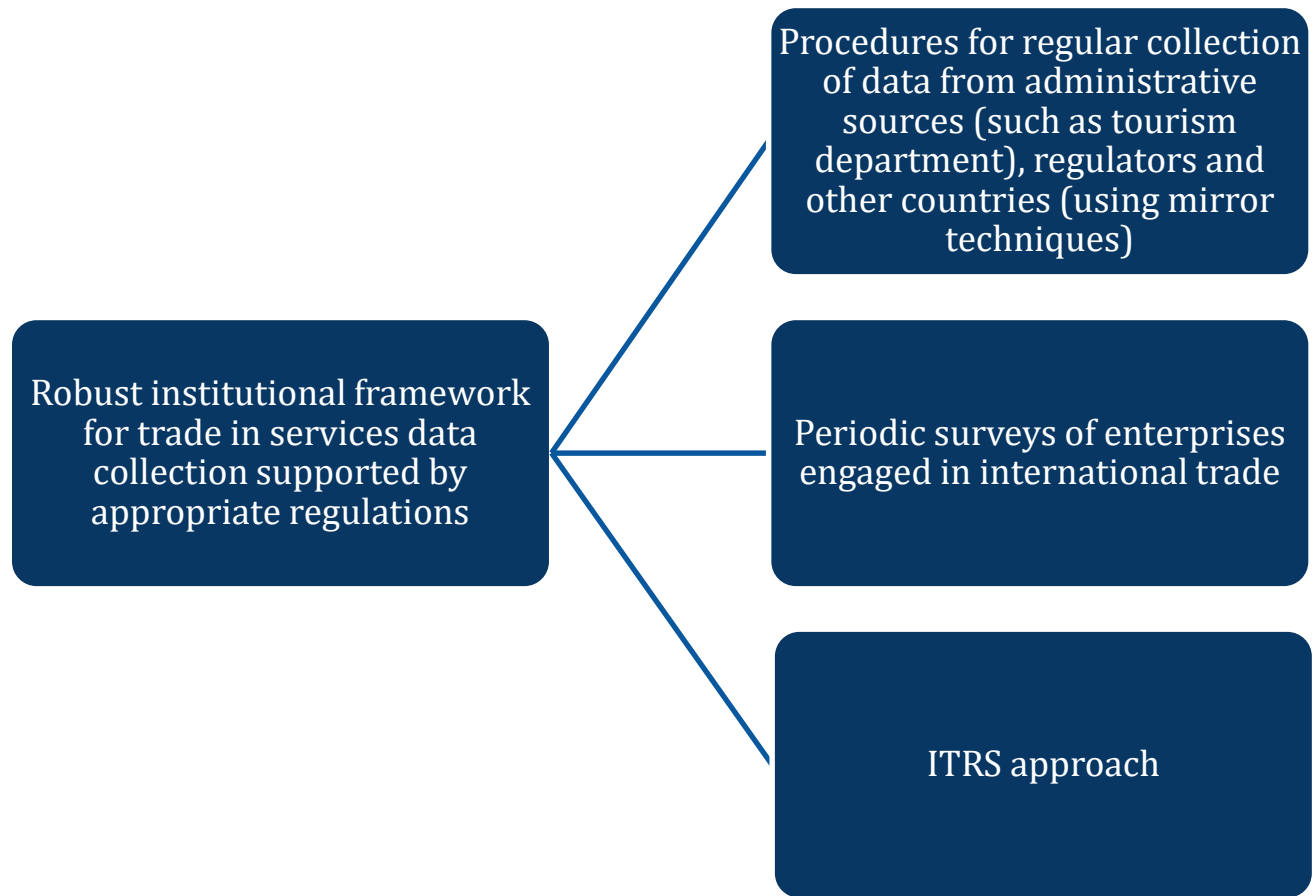 Robust institutional framework
for trade in services data
collection supported by
appropriate regulations
Procedures for regular collection
of data from administrative
sources (such as tourism
department), regulators and
other countries (using mirror
techniques)
Periodic surveys of enterprises
engaged in international trade
ITRS approach